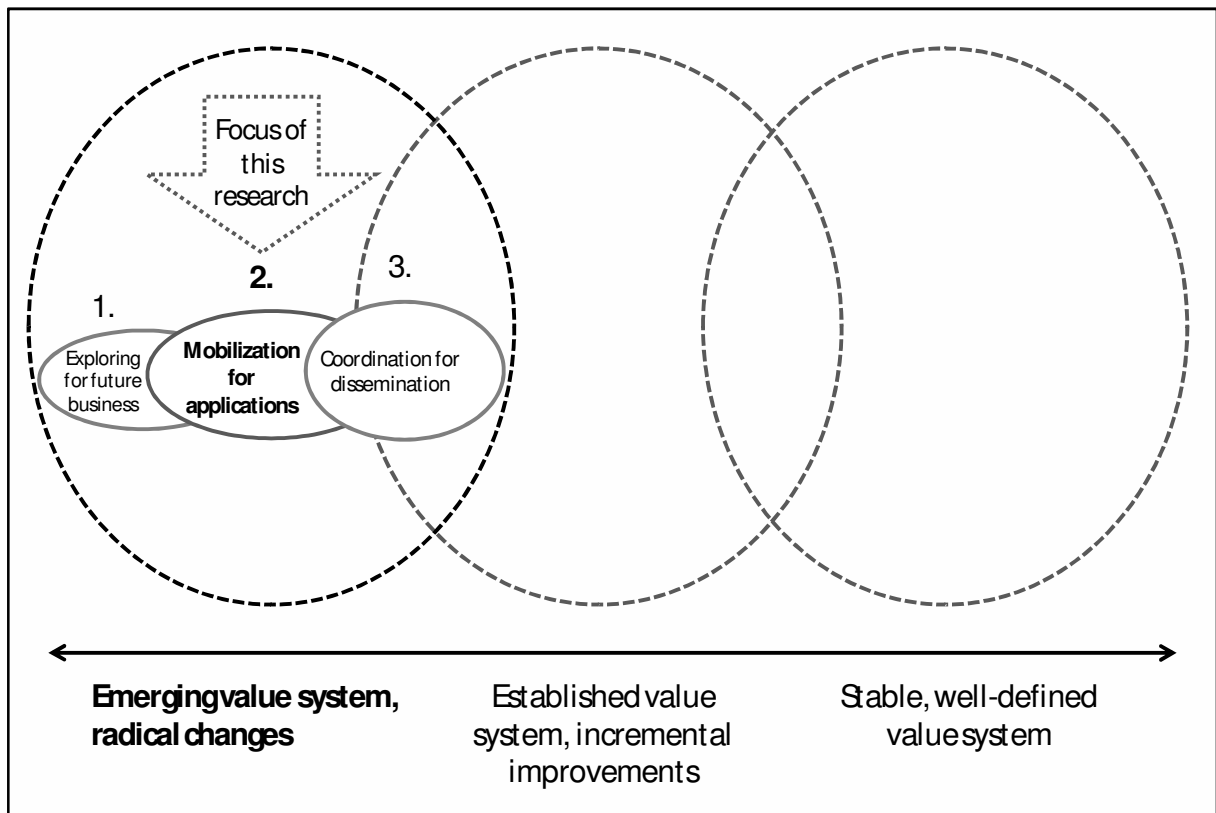 Focus of
this
research
1.
2.
3.
Exploring
for future
business
Mobilization
for
applications
Coordination for
dissemination
Emerging value system,
radical changes
Established value
system, incremental
improvements
Stable, well-defined
value system